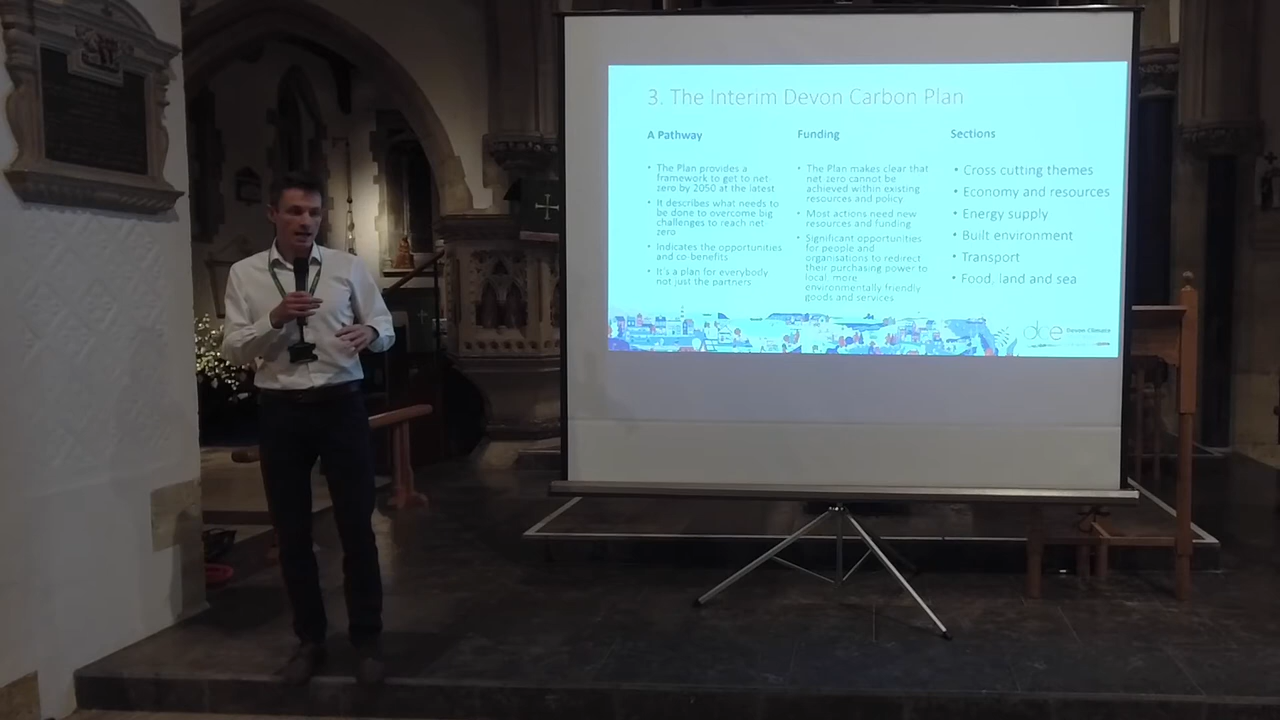 3. The Interim Devon Carbon Plan
A Pathway
• The Plan provides a
framework to get to net
zero by 2050 at the latest
• It describes what needs to
be done to overcome big
challenges to reach net
zero
• Indicates the opportunities
and co-benefits
• It's a plan for everybody
not just the partners
Funding
• The Plan makes clear that
net zero cannot be
achieved within existing
resources and policy
• Most actions need new
resources and funding
• Significant opportunities
for people and
organisations to redirect
their purchasing power to
local, more
environmentally friendly
goods and services
Sections
• Cross cutting themes
• Economy and resources
• Energy supply
• Built environment
• Transport
• Food, land and sea
Devon Climate